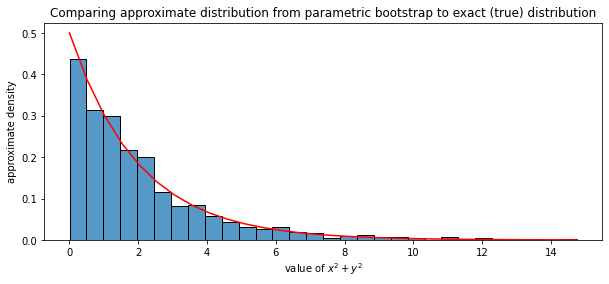 Comparing approximate distribution from parametric bootstrap to exact (true) distribution
approximate density
0.5
0.4
0.3
0.2
0.1
0.0
0 2 4 6 8 10 12 14
value of x² + y²